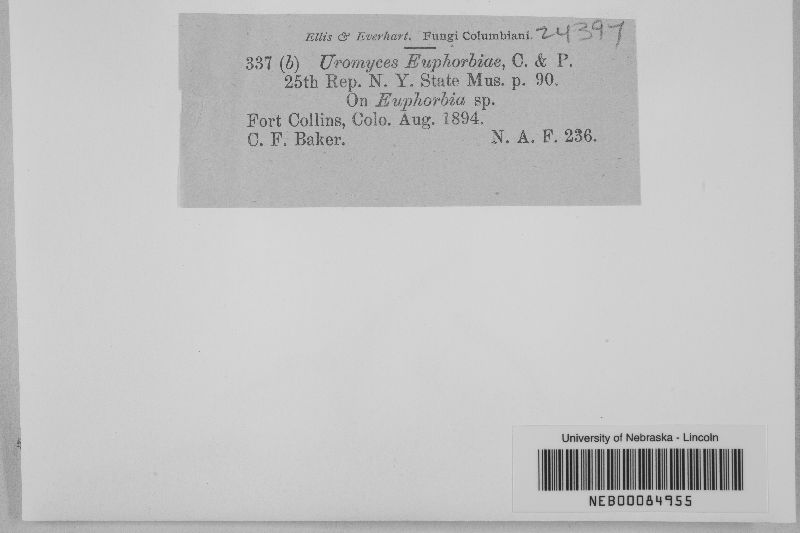 Ellis & Everhart. Fungi Columbiani. 24397
337 (b) Uromyces Euphorbiae, C. & P.
25th Rep. N. Y. State Mus. p. 90.
On Euphorbia sp.
Fort Collins, Colo. Aug. 1894.
C. F. Baker. N. A. F. 236.
University of Nebraska - Lincoln
NEB00084955